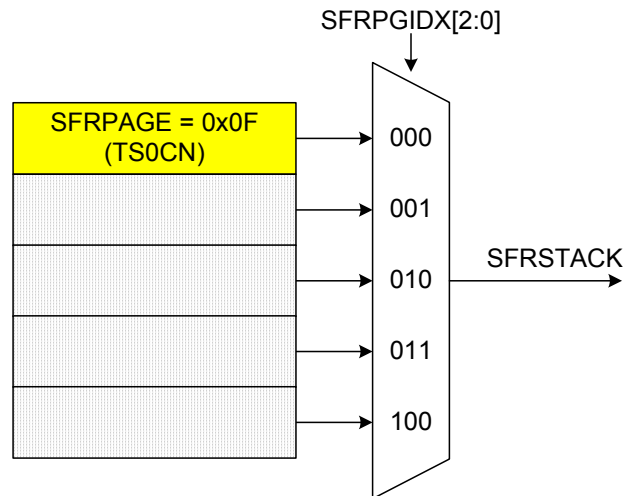 SFRPGIDX[2:0]
SFRPAGE = 0x0F
(TS0CN)
000
001
010
SFRSTACK
011
100